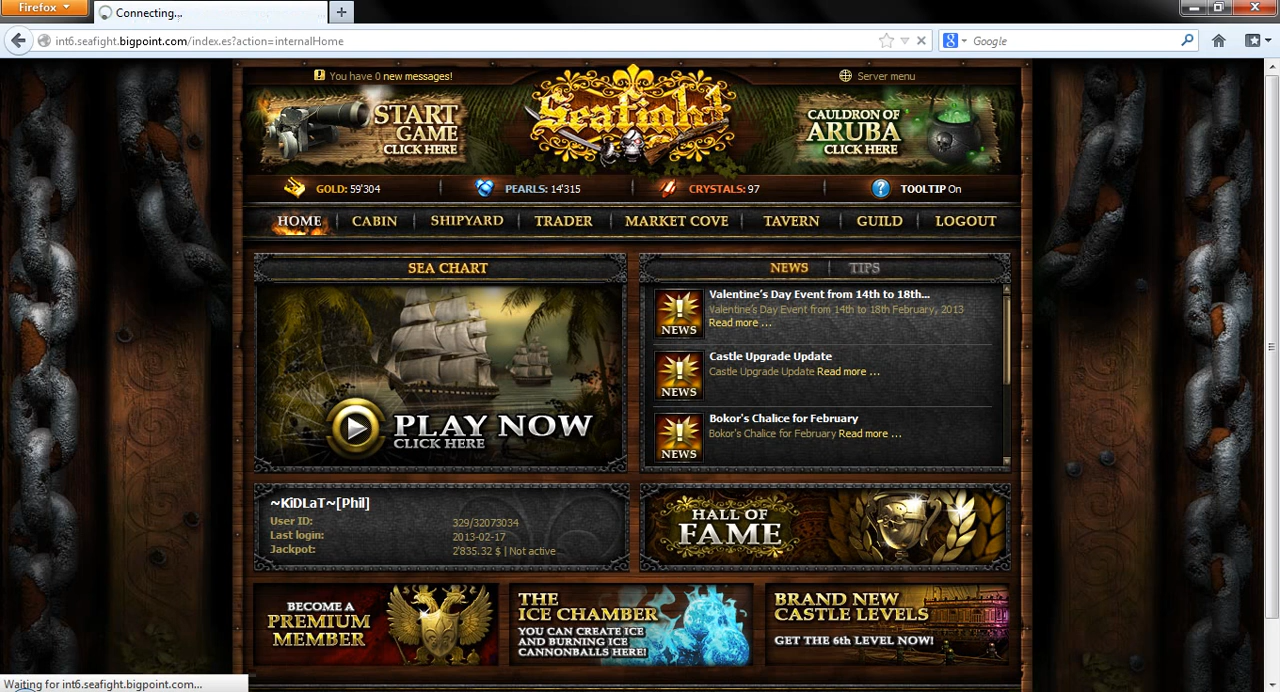 Firefox
Connecting...
int6.seafight.bigpoint.com/index.es?action=internalHome
Google
You have 0 new messages!
Server menu
START
GAME
CLICK HERE
Seafight
CAULDRON OF
ARUBA
CLICK HERE
GOLD: 59'304
PEARLS: 14'315
CRYSTALS: 97
TOOLTIP On
HOME
CABIN
SHIPYARD
TRADER
MARKET COVE
TAVERN
GUILD
LOGOUT
SEA CHART
PLAY NOW
CLICK HERE
NEWS
TIPS
NEWS
Valentine's Day Event from 14th to 18th...
Valentine's Day Event from 14th to 18th February, 2013
Read more ...
NEWS
Castle Upgrade Update
Castle Upgrade Update Read more ...
NEWS
Bokor's Chalice for February
Bokor's Chalice for February Read more ...
~KiDLaT~[Phil]
User ID: 329/32073034
Last login: 2013-02-17
Jackpot: 2'835.32 $ | Not active
HALL OF
FAME
BECOME A
PREMIUM
MEMBER
THE
ICE CHAMBER
YOU CAN CREATE ICE
AND BURNING ICE
CANNONBALLS HERE!
BRAND NEW
CASTLE LEVELS
GET THE 6th LEVEL NOW!
Waiting for int6.seafight.bigpoint.com...